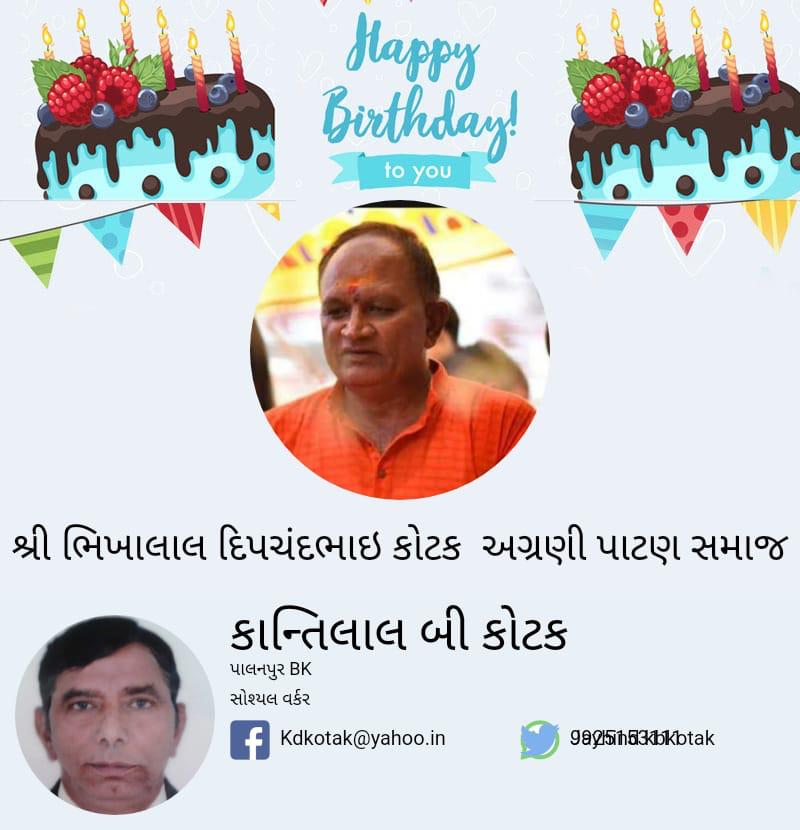 Happy
Birthday!
to you
શ્રી ભિખાલાલ દિપચંદભાઇ કોટક અગ્રણી પાટણ સમાજ
કાન્તિલાલ બી કોટક
પાલનપુર BK
સોશ્યલ વર્કર
Kdkotak@yahoo.in